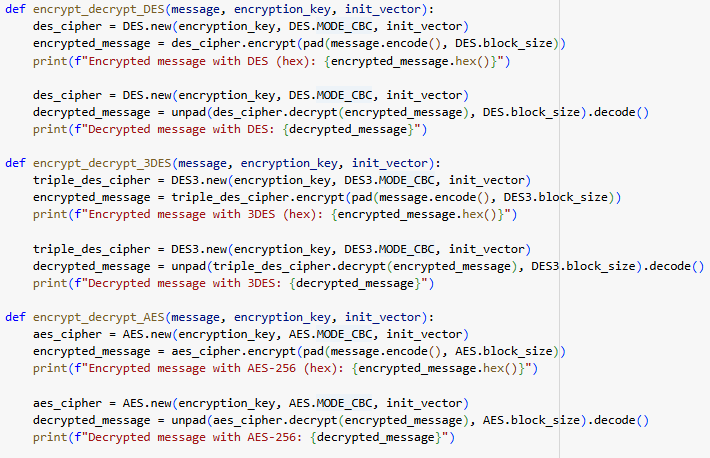 def encrypt_decrypt_DES(message, encryption_key, init_vector):
    des_cipher = DES.new(encryption_key, DES.MODE_CBC, init_vector)
    encrypted_message = des_cipher.encrypt(pad(message.encode(), DES.block_size))
    print(f"Encrypted message with DES (hex): {encrypted_message.hex()}")

    des_cipher = DES.new(encryption_key, DES.MODE_CBC, init_vector)
    decrypted_message = unpad(des_cipher.decrypt(encrypted_message), DES.block_size).decode()
    print(f"Decrypted message with DES: {decrypted_message}")

def encrypt_decrypt_3DES(message, encryption_key, init_vector):
    triple_des_cipher = DES3.new(encryption_key, DES3.MODE_CBC, init_vector)
    encrypted_message = triple_des_cipher.encrypt(pad(message.encode(), DES3.block_size))
    print(f"Encrypted message with 3DES (hex): {encrypted_message.hex()}")

    triple_des_cipher = DES3.new(encryption_key, DES3.MODE_CBC, init_vector)
    decrypted_message = unpad(triple_des_cipher.decrypt(encrypted_message), DES3.block_size).decode()
    print(f"Decrypted message with 3DES: {decrypted_message}")

def encrypt_decrypt_AES(message, encryption_key, init_vector):
    aes_cipher = AES.new(encryption_key, AES.MODE_CBC, init_vector)
    encrypted_message = aes_cipher.encrypt(pad(message.encode(), AES.block_size))
    print(f"Encrypted message with AES-256 (hex): {encrypted_message.hex()}")

    aes_cipher = AES.new(encryption_key, AES.MODE_CBC, init_vector)
    decrypted_message = unpad(aes_cipher.decrypt(encrypted_message), AES.block_size).decode()
    print(f"Decrypted message with AES-256: {decrypted_message}")